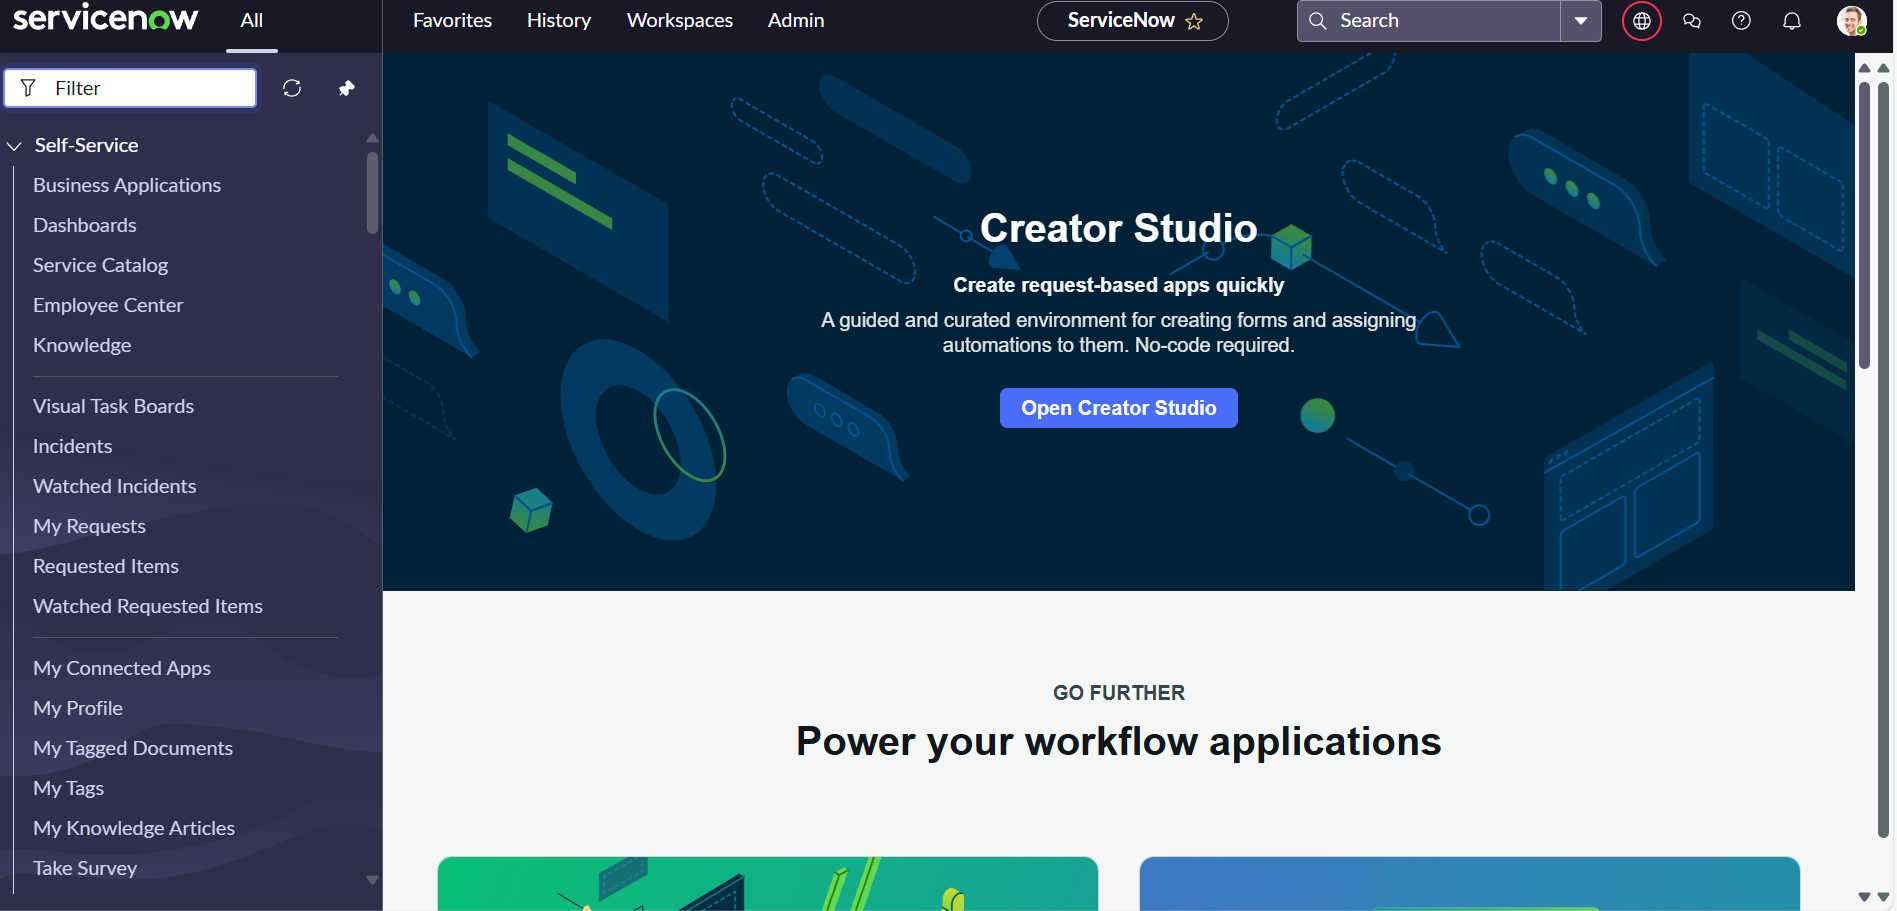 servicenow
All
Favorites
History
Workspaces
Admin
ServiceNow
Search
Filter
Self-Service
Business Applications
Dashboards
Service Catalog
Employee Center
Knowledge
Visual Task Boards
Incidents
Watched Incidents
My Requests
Requested Items
Watched Requested Items
My Connected Apps
My Profile
My Tagged Documents
My Tags
My Knowledge Articles
Take Survey
Creator Studio
Create request-based apps quickly
A guided and curated environment for creating forms and assigning
automations to them. No-code required.
Open Creator Studio
GO FURTHER
Power your workflow applications